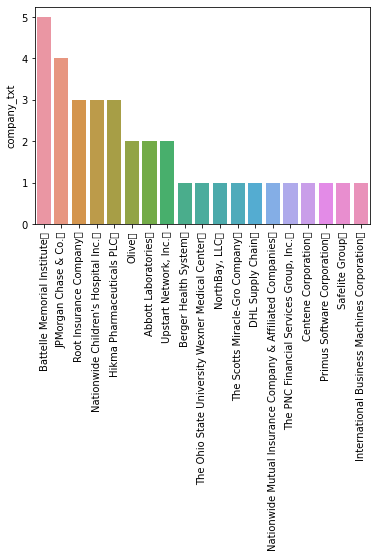 company_txt
5
4
3
2
1
0
Battelle Memorial Institute
JPMorgan Chase & Co.
Root Insurance Company
Nationwide Children's Hospital Inc.
Hikma Pharmaceuticals PLC
Olive
Abbott Laboratories
Upstart Network, Inc.
Berger Health System
The Ohio State University Wexner Medical Center
NorthBay, LLC
The Scotts Miracle-Gro Company
DHL Supply Chain
Nationwide Mutual Insurance Company & Affiliated Companies
The PNC Financial Services Group, Inc.
Centene Corporation
Primus Software Corporation
Safelite Group
International Business Machines Corporation